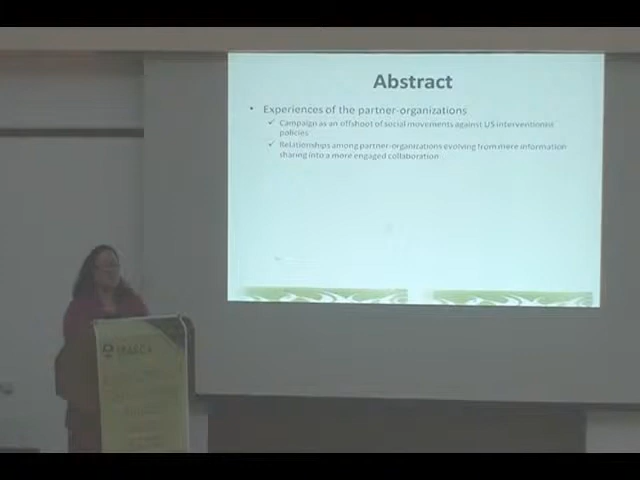 Abstract
• Experiences of the partner-organizations
✓ Campaign as an offshoot of social movements against US interventionist
policies
✓ Relationships among partner-organizations evolving from mere information
sharing into a more engaged collaboration